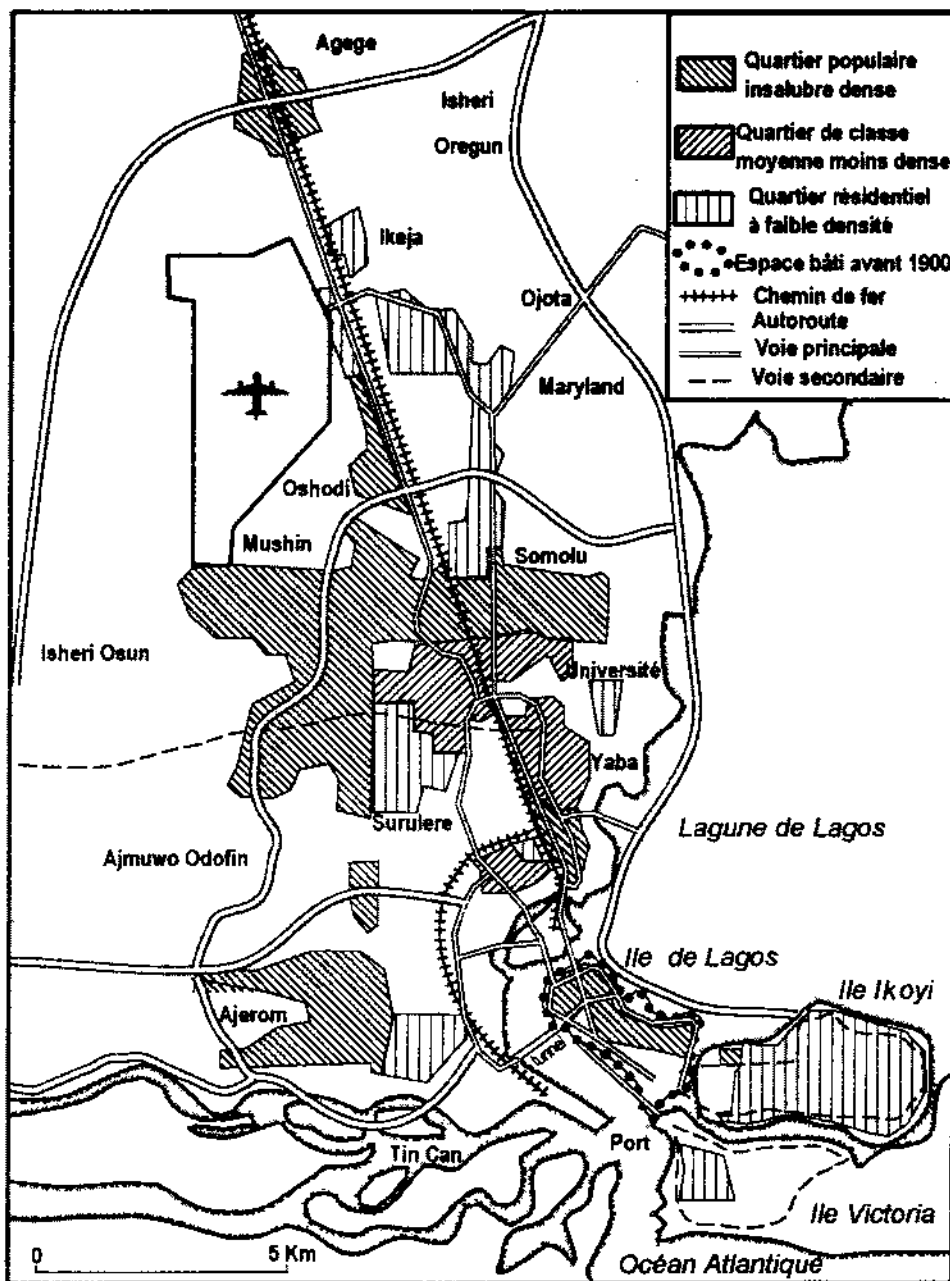 Agege
Isheri
Oregun
Quartier populaire
insalubre dense
Quartier de classe
moyenne moins dense
Quartier résidentiel
à faible densité
Espace bâti avant 1900
Chemin de fer
Autoroute
Voie principale
Voie secondaire
Ikeja
Ojota
Maryland
Oshodi
Mushin
Somolu
Isheri Osun
Université
Yaba
Surulere
Lagune de Lagos
Ajmuwo Odofin
Ile de Lagos
Ile Ikoyi
Ajerom
Tunnel
Tin Can
Port
Ile Victoria
0 5 Km
Océan Atlantique